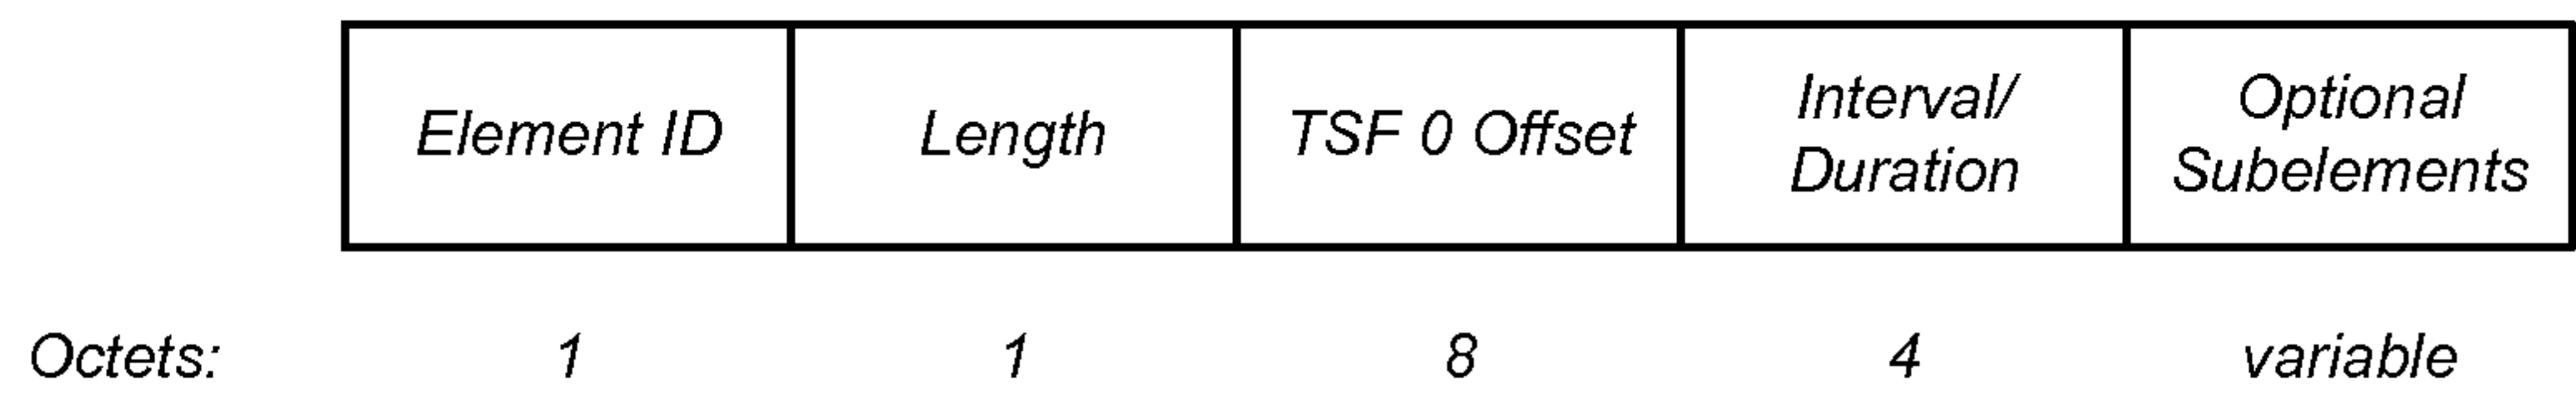 Element ID Length TSF 0 Offset Interval/ Duration Optional Subelements
Octets: 1 1 8 4 variable